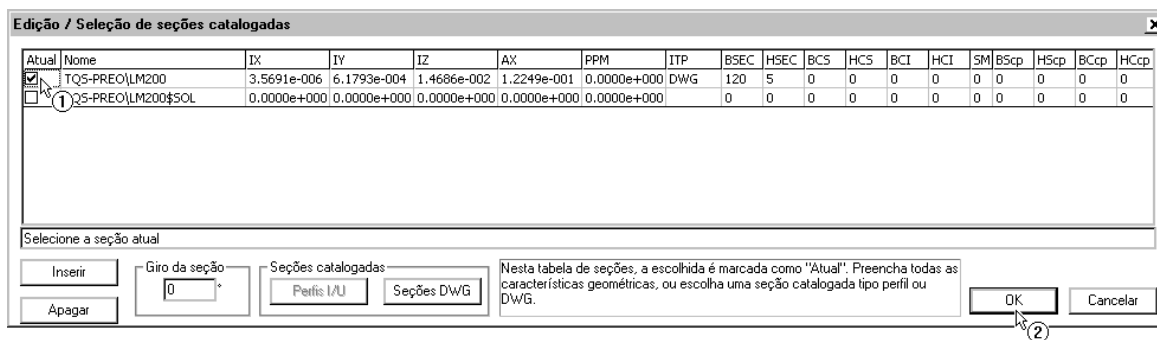 Edição / Seleção de seções catalogadas
Atual Nome IX IY IZ AX PPM ITP BSEC HSEC BCS HCS BCI HCI SM BScp HScp BCcp HCcp
TQS-PREO\LM200 3.5691e-006 6.1793e-004 1.4686e-002 1.2249e-001 0.0000e+000 DWG 120 5 0 0 0 0 0 0 0 0 0
QS-PREO\LM200$SOL 0.0000e+000 0.0000e+000 0.0000e+000 0.0000e+000 0.0000e+000 0 0 0 0 0 0 0 0 0 0 0
1
Selecione a seção atual
Inserir
Apagar
Giro da seção
0 °
Seções catalogadas
Perfis I/U Seções DWG
Nesta tabela de seções, a escolhida é marcada como "Atual". Preencha todas as
características geométricas, ou escolha uma seção catalogada tipo perfil ou
DWG.
OK Cancelar
2